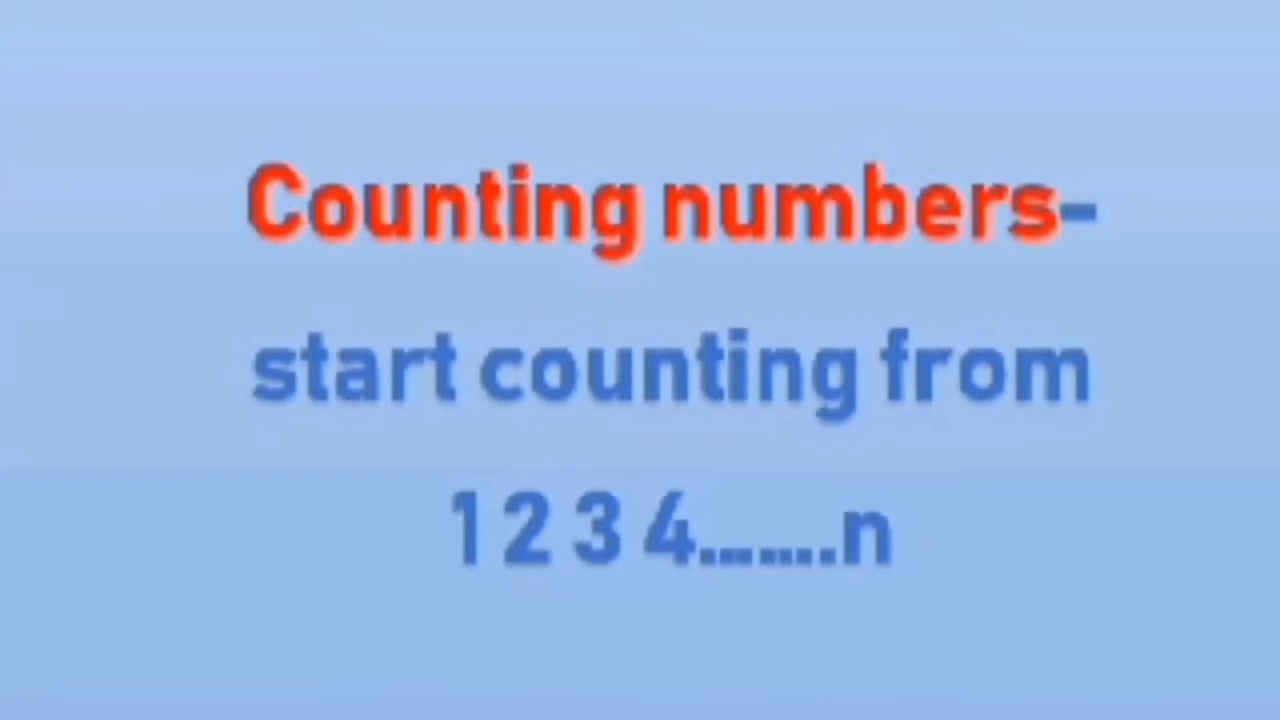 Counting numbers-
start counting from
1 2 3 4.......n